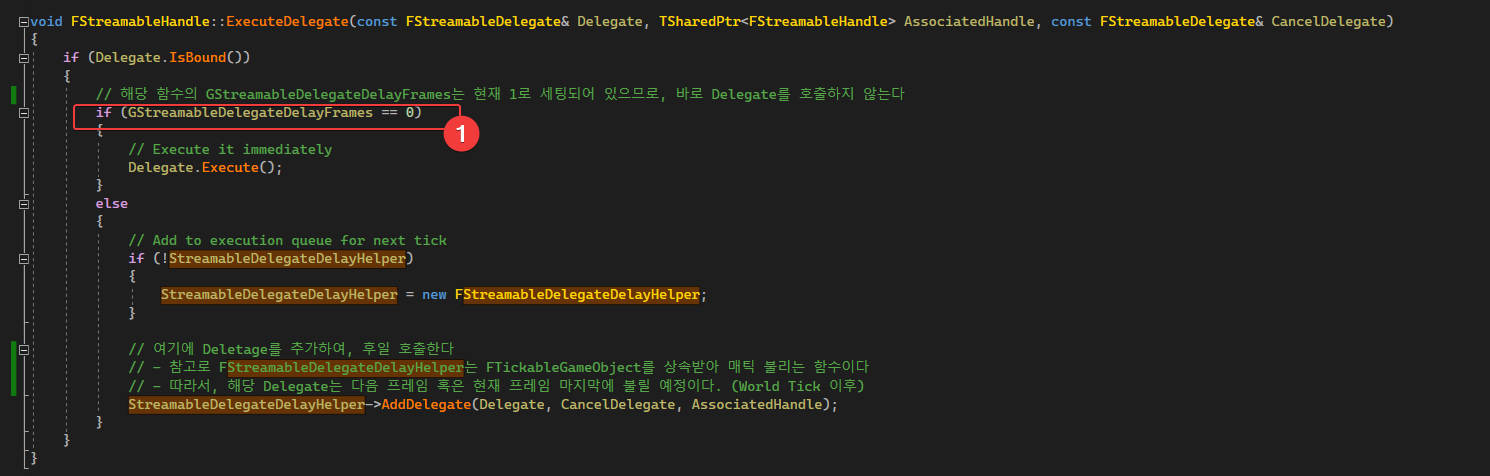 void FStreamableHandle::ExecuteDelegate(const FStreamableDelegate& Delegate, TSharedPtr<FStreamableHandle> AssociatedHandle, const FStreamableDelegate& CancelDelegate)
{
if (Delegate.IsBound())
{
// 해당 함수의 GStreamableDelegateDelayFrames는 현재 1로 세팅되어 있으므로, 바로 Delegate를 호출하지 않는다
if (GStreamableDelegateDelayFrames == 0)
1
{
// Execute it immediately
Delegate.Execute();
}
else
{
// Add to execution queue for next tick
if (!StreamableDelegateDelayHelper)
{
StreamableDelegateDelayHelper = new FStreamableDelegateDelayHelper;
}
// 여기에 Deletage를 추가하여, 후일 호출한다
// - 참고로 FStreamableDelegateDelayHelper는 FTickableGameObject를 상속받아 매틱 불리는 함수이다
// - 따라서, 해당 Delegate는 다음 프레임 혹은 현재 프레임 마지막에 불릴 예정이다. (World Tick 이후)
StreamableDelegateDelayHelper->AddDelegate(Delegate, CancelDelegate, AssociatedHandle);
}
}
}